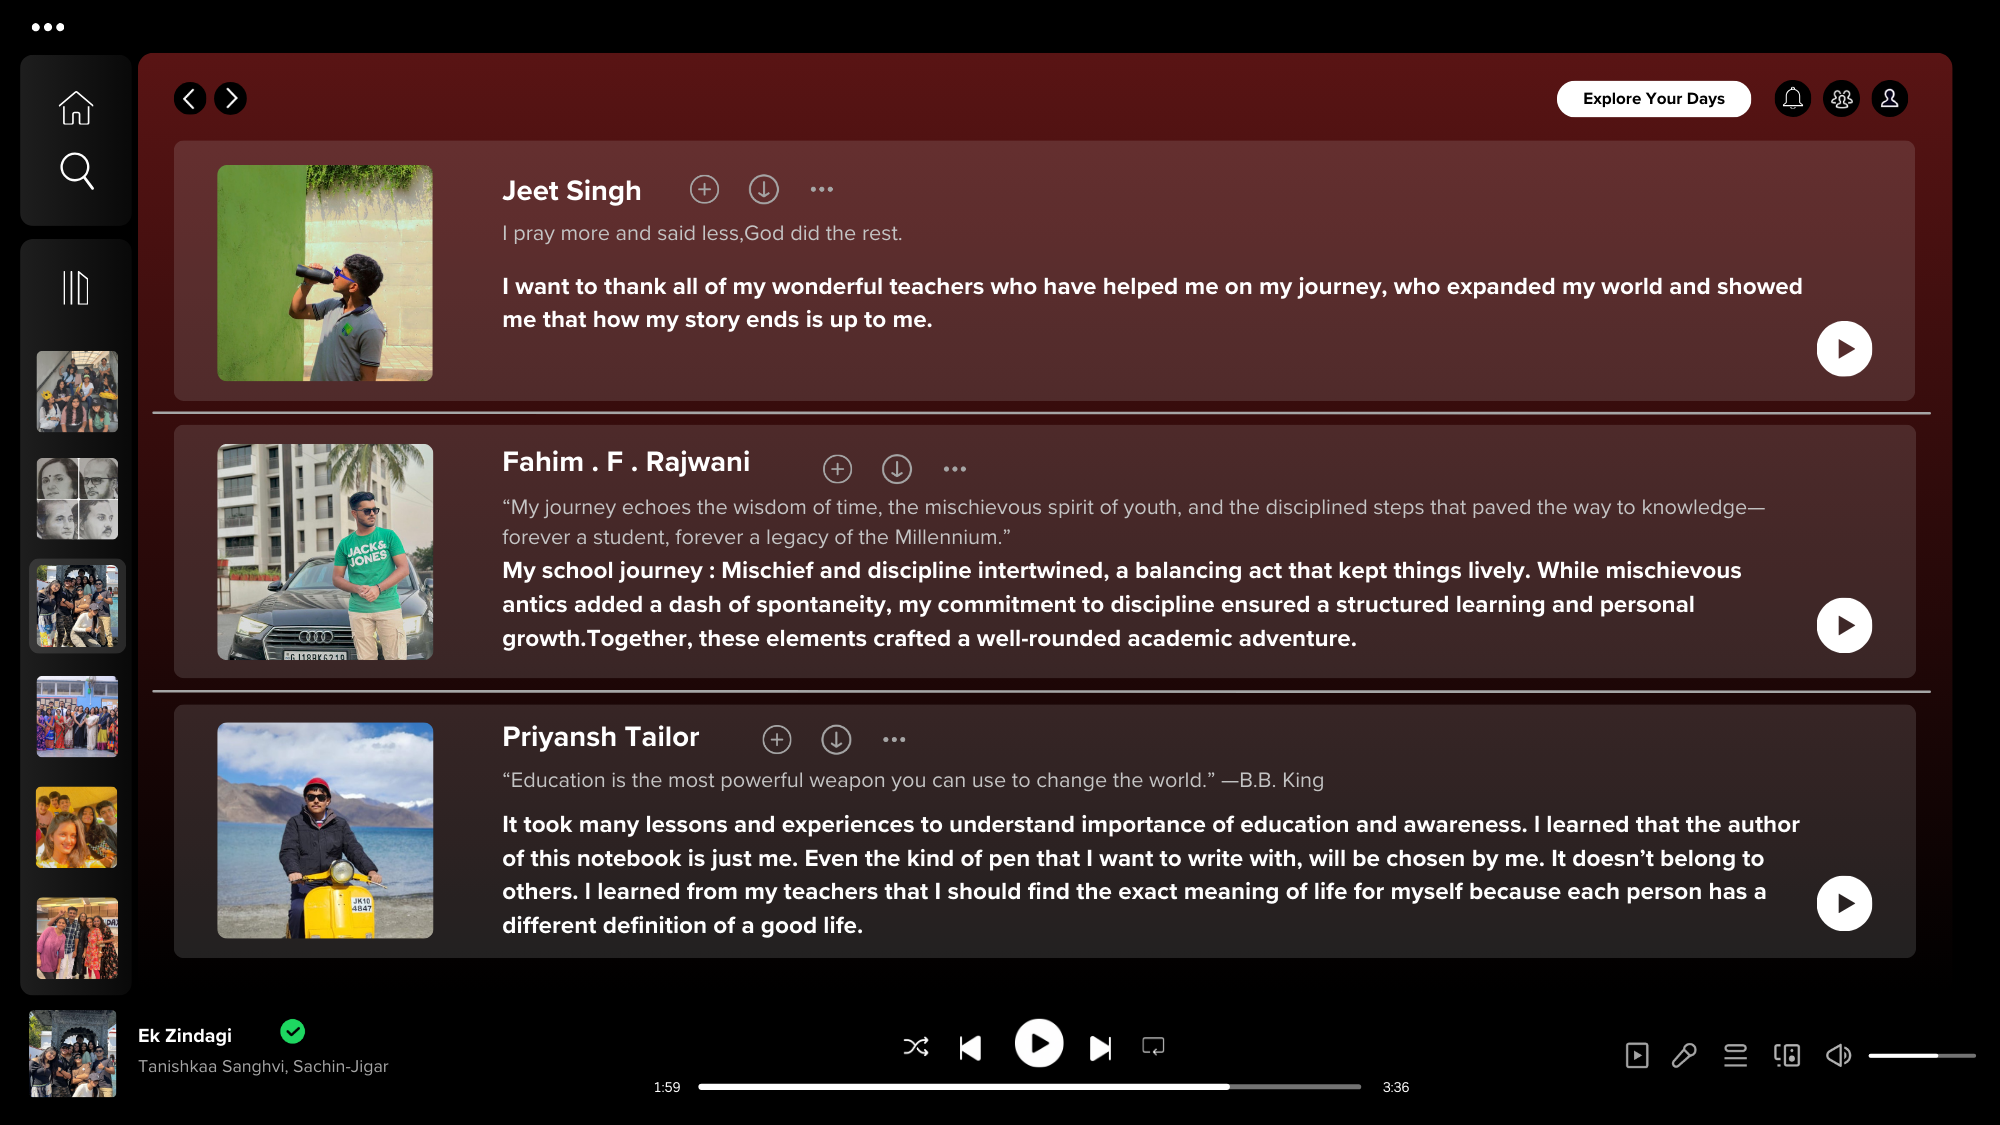 Explore Your Days
Jeet Singh
I pray more and said less,God did the rest.
I want to thank all of my wonderful teachers who have helped me on my journey, who expanded my world and showed
me that how my story ends is up to me.
Fahim . F . Rajwani
“My journey echoes the wisdom of time, the mischievous spirit of youth, and the disciplined steps that paved the way to knowledge—
forever a student, forever a legacy of the Millennium.”
My school journey : Mischief and discipline intertwined, a balancing act that kept things lively. While mischievous
antics added a dash of spontaneity, my commitment to discipline ensured a structured learning and personal
growth.Together, these elements crafted a well-rounded academic adventure.
JACK&
JONES
Priyansh Tailor
“Education is the most powerful weapon you can use to change the world.” —B.B. King
It took many lessons and experiences to understand importance of education and awareness. I learned that the author
of this notebook is just me. Even the kind of pen that I want to write with, will be chosen by me. It doesn’t belong to
others. I learned from my teachers that I should find the exact meaning of life for myself because each person has a
different definition of a good life.
JK10
4847
Ek Zindagi
Tanishkaa Sanghvi, Sachin-Jigar
1:59
3:36